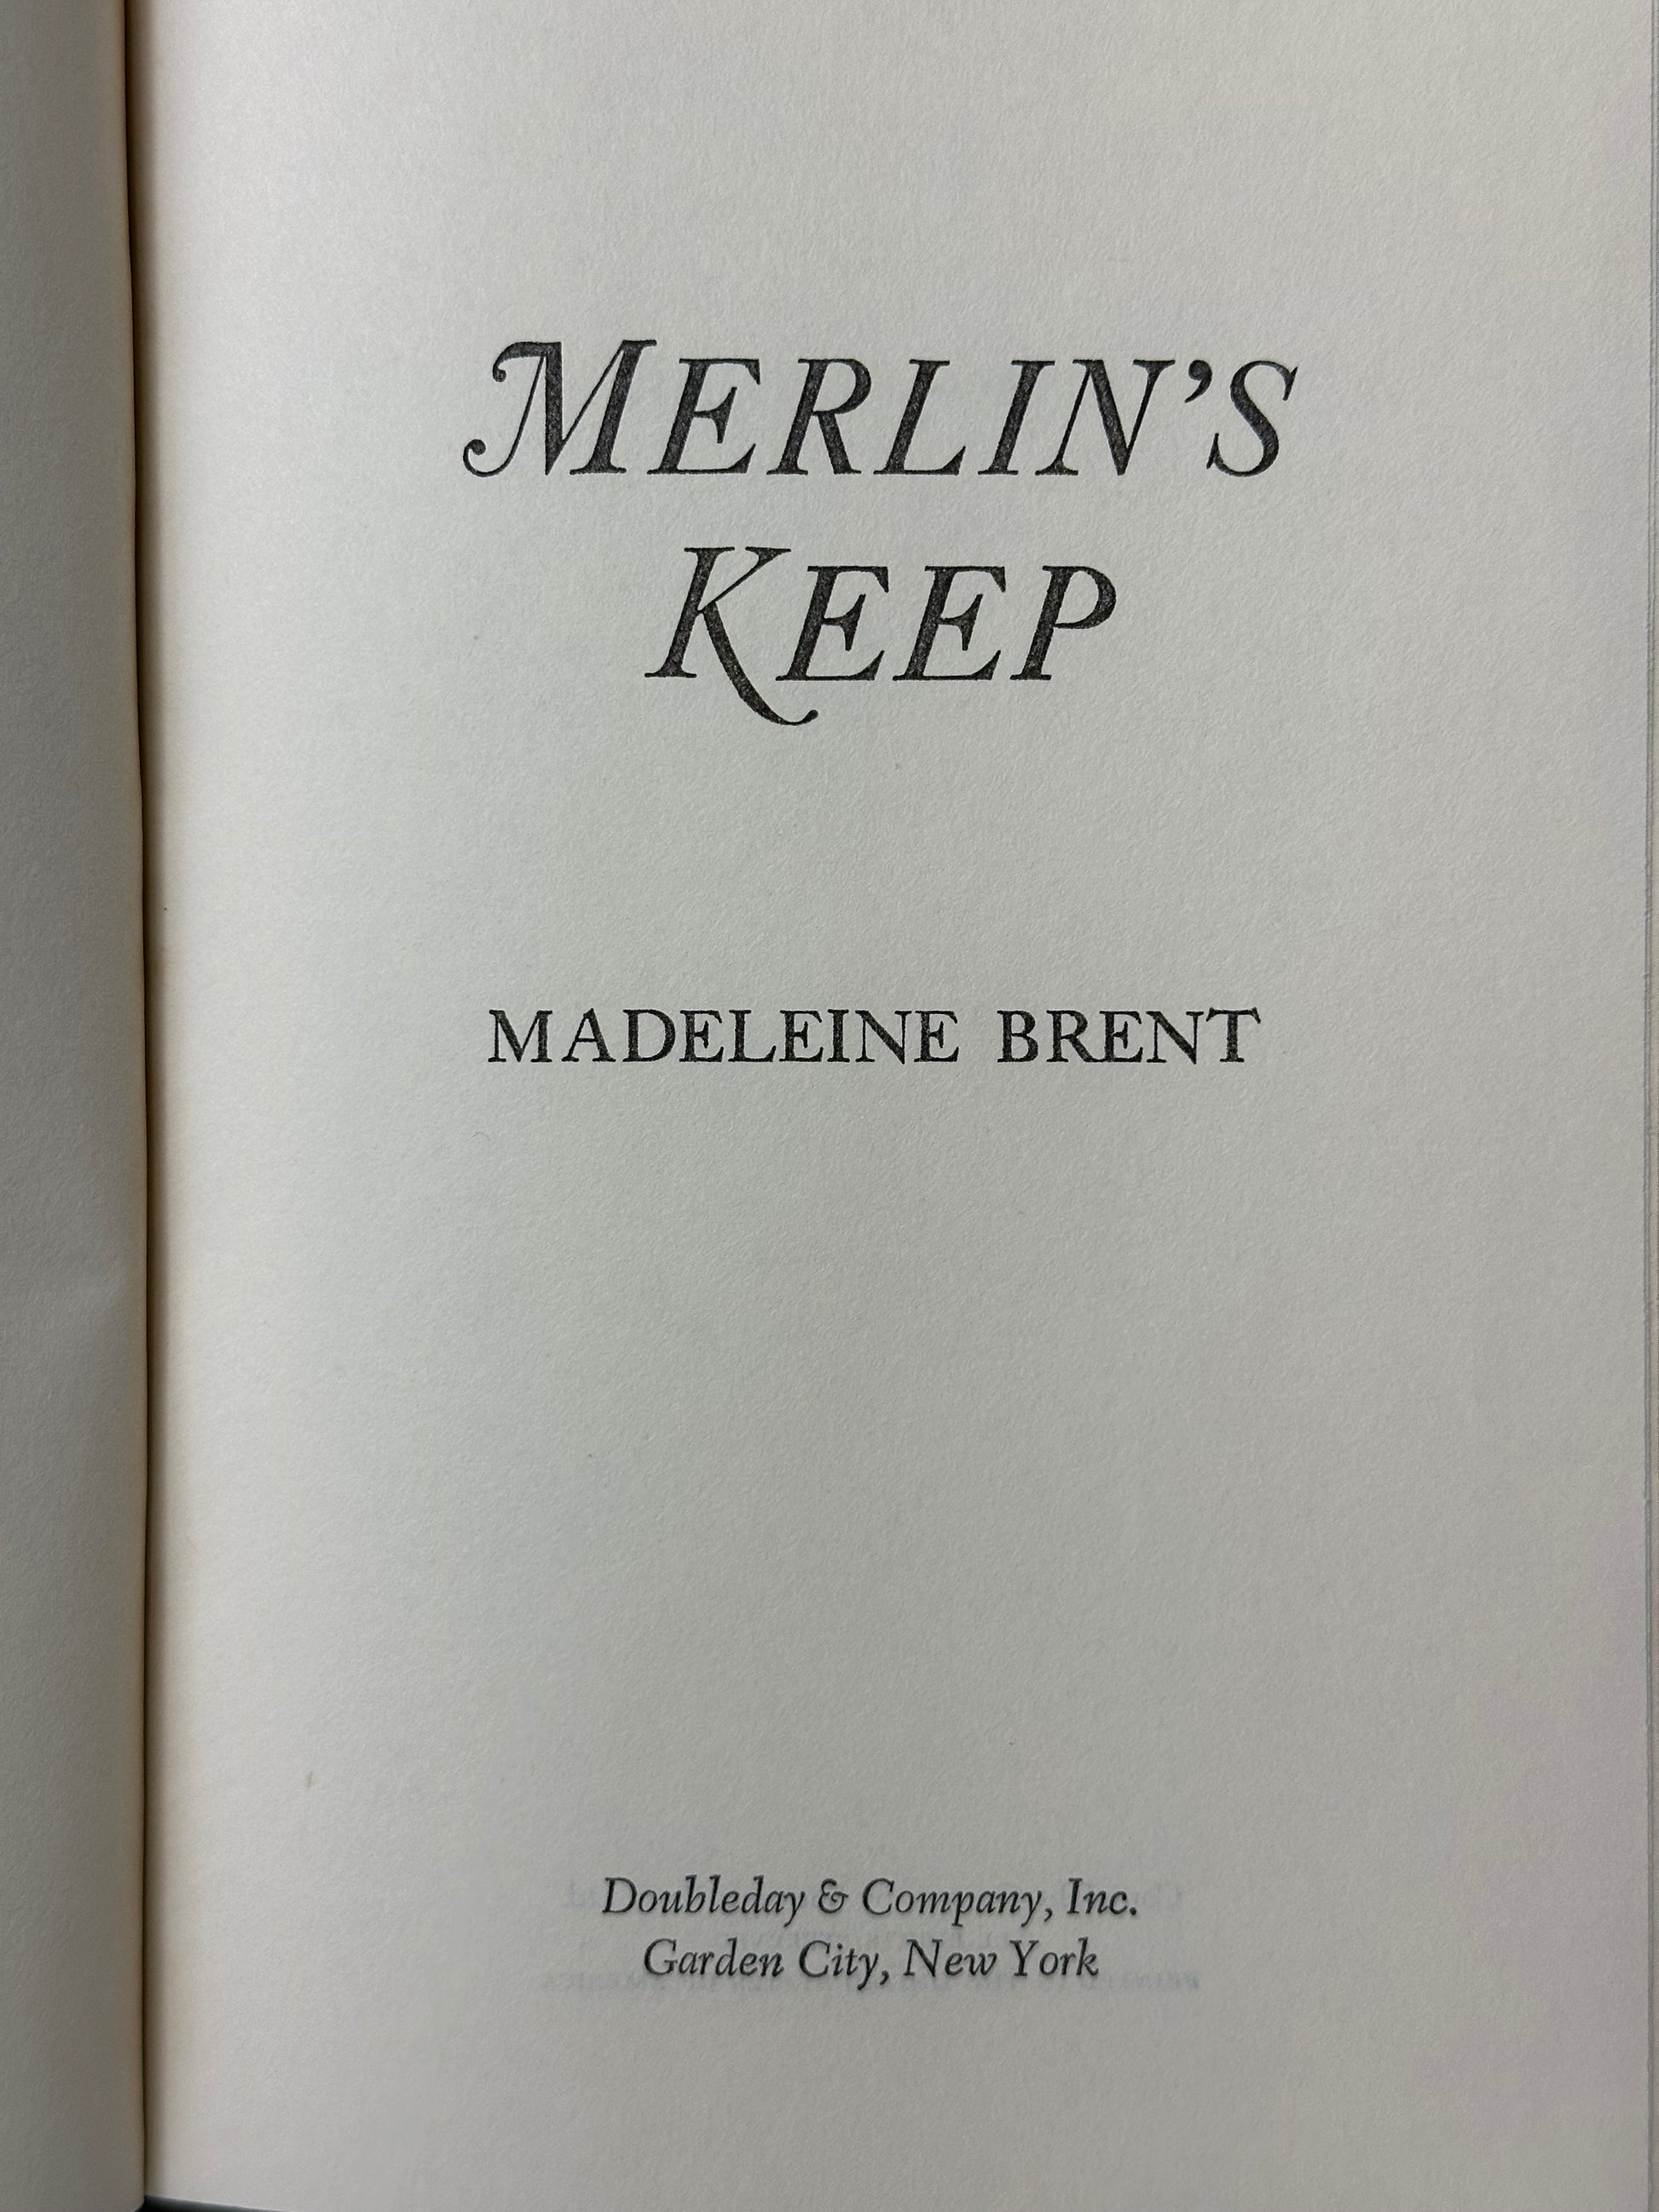 MERLIN'S
KEEP
MADELEINE BRENT
Doubleday & Company, Inc.
Garden City, New York